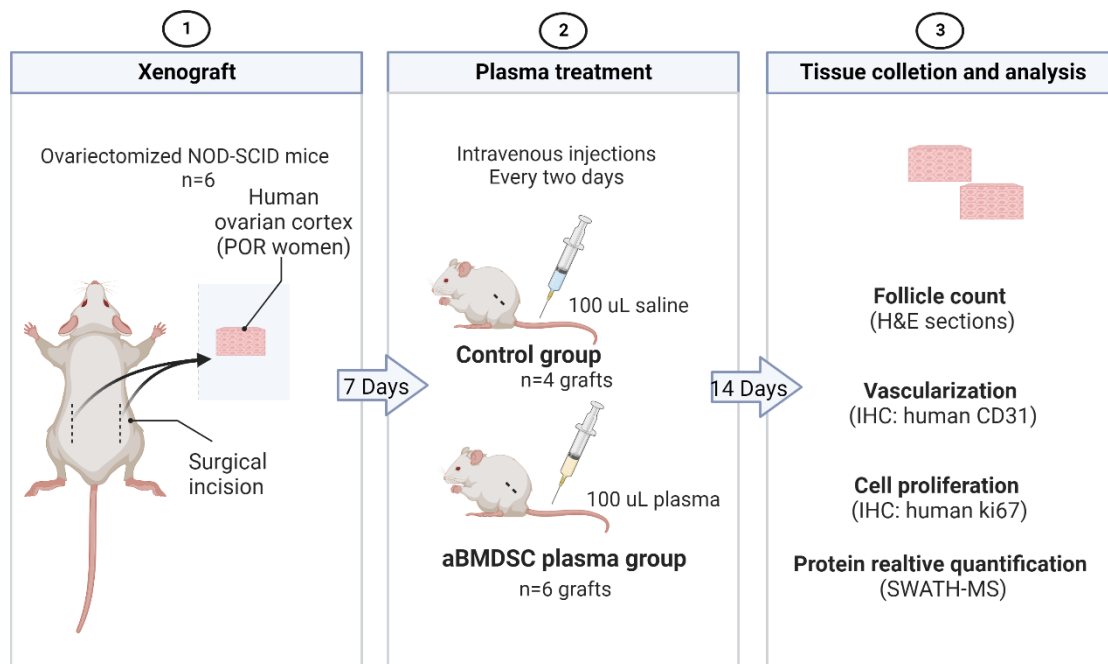 1
Xenograft
Ovariectomized NOD-SCID mice
n=6
Human
ovarian cortex
(POR women)
Surgical
incision
7 Days
2
Plasma treatment
Intravenous injections
Every two days
100 uL saline
Control group
n=4 grafts
100 uL plasma
aBMDSC plasma group
n=6 grafts
14 Days
3
Tissue colletion and analysis
Follicle count
(H&E sections)
Vascularization
(IHC: human CD31)
Cell proliferation
(IHC: human ki67)
Protein realtive quantification
(SWATH-MS)